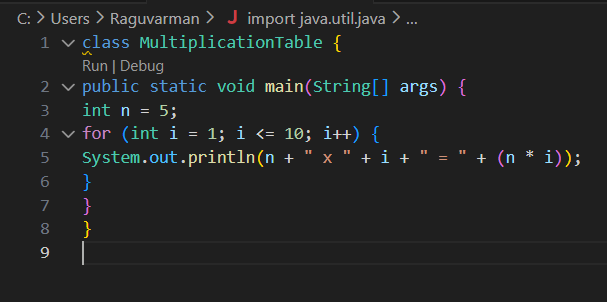 C: > Users > Raguvarman > J import java.util.java > ...
1 class MultiplicationTable {
Run | Debug
2 public static void main(String[] args) {
3 int n = 5;
4 for (int i = 1; i <= 10; i++) {
5 System.out.println(n + " x " + i + " = " + (n * i));
6 }
7 }
8 }
9